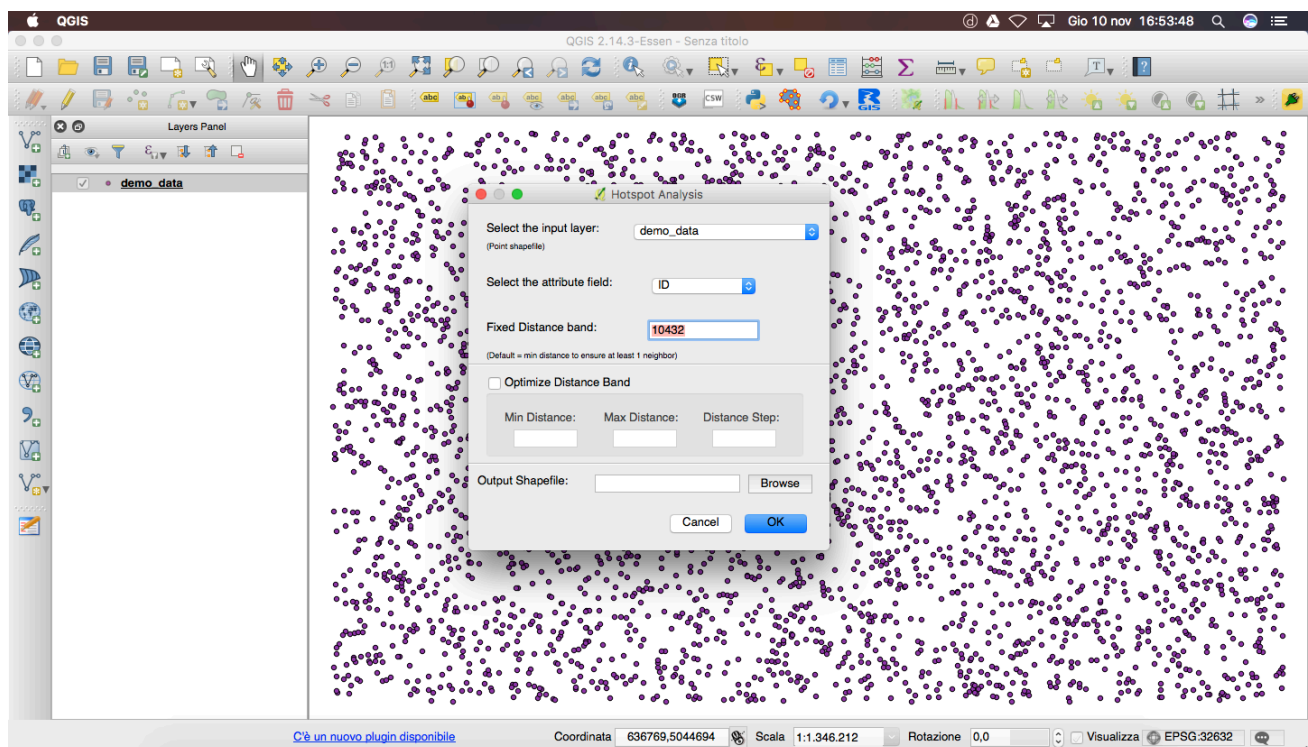 QGIS
Gio 10 nov 16:53:48
QGIS 2.14.3-Essen - Senza titolo
Layers Panel
demo_data
Hotspot Analysis
Select the input layer:
demo_data
(Point shapefile)
Select the attribute field:
ID
Fixed Distance band:
10432
(Default = min distance to ensure at least 1 neighbor)
Optimize Distance Band
Min Distance:
Max Distance:
Distance Step:
Output Shapefile:
Browse
Cancel
OK
C'è un nuovo plugin disponibile
Coordinata
636769,5044694
Scala
1:1.346.212
Rotazione
0,0
Visualizza
EPSG:32632